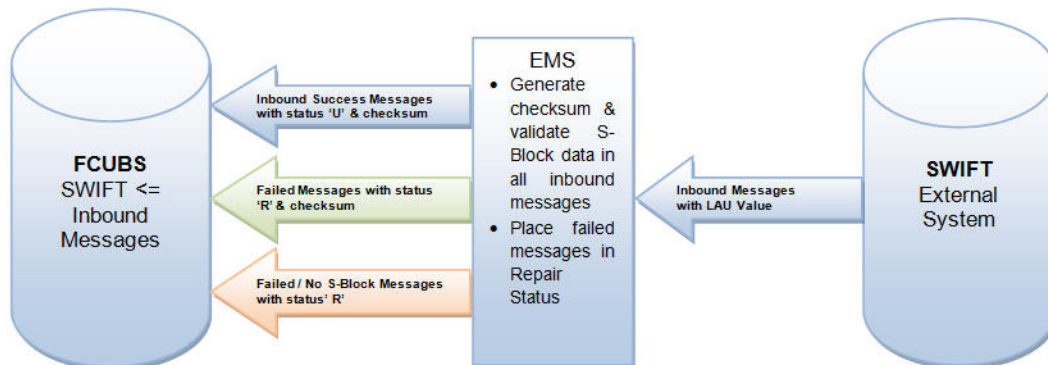 FCUBS
SWIFT <=
Inbound
Messages
Inbound Success Messages
with status ‘U’ & checksum
Failed Messages with status
‘R’ & checksum
Failed / No S-Block Messages
with status’ R’
EMS
• Generate
checksum &
validate S-
Block data in
all inbound
messages
• Place failed
messages in
Repair
Status
Inbound Messages
with LAU Value
SWIFT
External
System